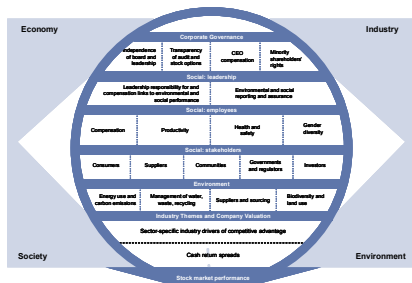 Economy
Industry
Corporate Governance
Independence of board and leadership
Transparency of audit and stock options
CEO compensation
Minority shareholders' rights
Social: leadership
Leadership responsibility for and compensation links to environmental and social performance
Environmental and social reporting and assurance
Social: employees
Compensation
Productivity
Health and safety
Gender diversity
Social: stakeholders
Consumers
Suppliers
Communities
Governments and regulators
Investors
Environment
Energy use and carbon emissions
Management of water, waste, recycling
Suppliers and sourcing
Biodiversity and land use
Industry Themes and Company Valuation
Sector-specific industry drivers of competitive advantage
Cash return spreads
Society
Environment
Stock market performance